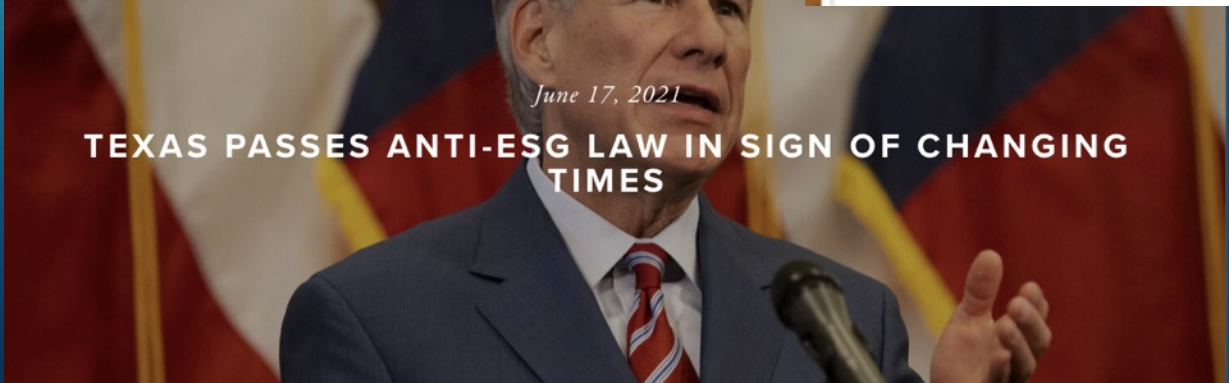 June 17, 2021
TEXAS PASSES ANTI-ESG LAW IN SIGN OF CHANGING
TIMES